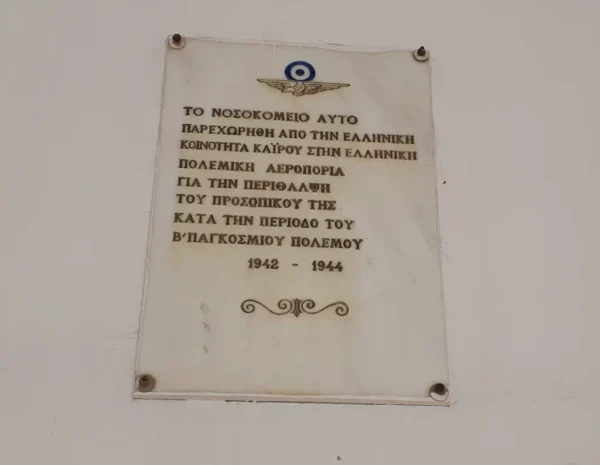 ΤΟ ΝΟΣΟΚΟΜΕΙΟ ΑΥΤΟ
ΠΑΡΕΧΩΡΗΘΗ ΑΠΟ ΤΗΝ ΕΛΛΗΝΙΚΗ
ΚΟΙΝΟΤΗΤΑ ΚΑΪΡΟΥ ΣΤΗΝ ΕΛΛΗΝΙΚΗ
ΠΟΛΕΜΙΚΗ ΑΕΡΟΠΟΡΙΑ
ΓΙΑ ΤΗΝ ΠΕΡΙΘΑΛΨΗ
ΤΟΥ ΠΡΟΣΩΠΙΚΟΥ ΤΗΣ
ΚΑΤΑ ΤΗΝ ΠΕΡΙΟΔΟ ΤΟΥ
Β' ΠΑΓΚΟΣΜΙΟΥ ΠΟΛΕΜΟΥ
1942 - 1944